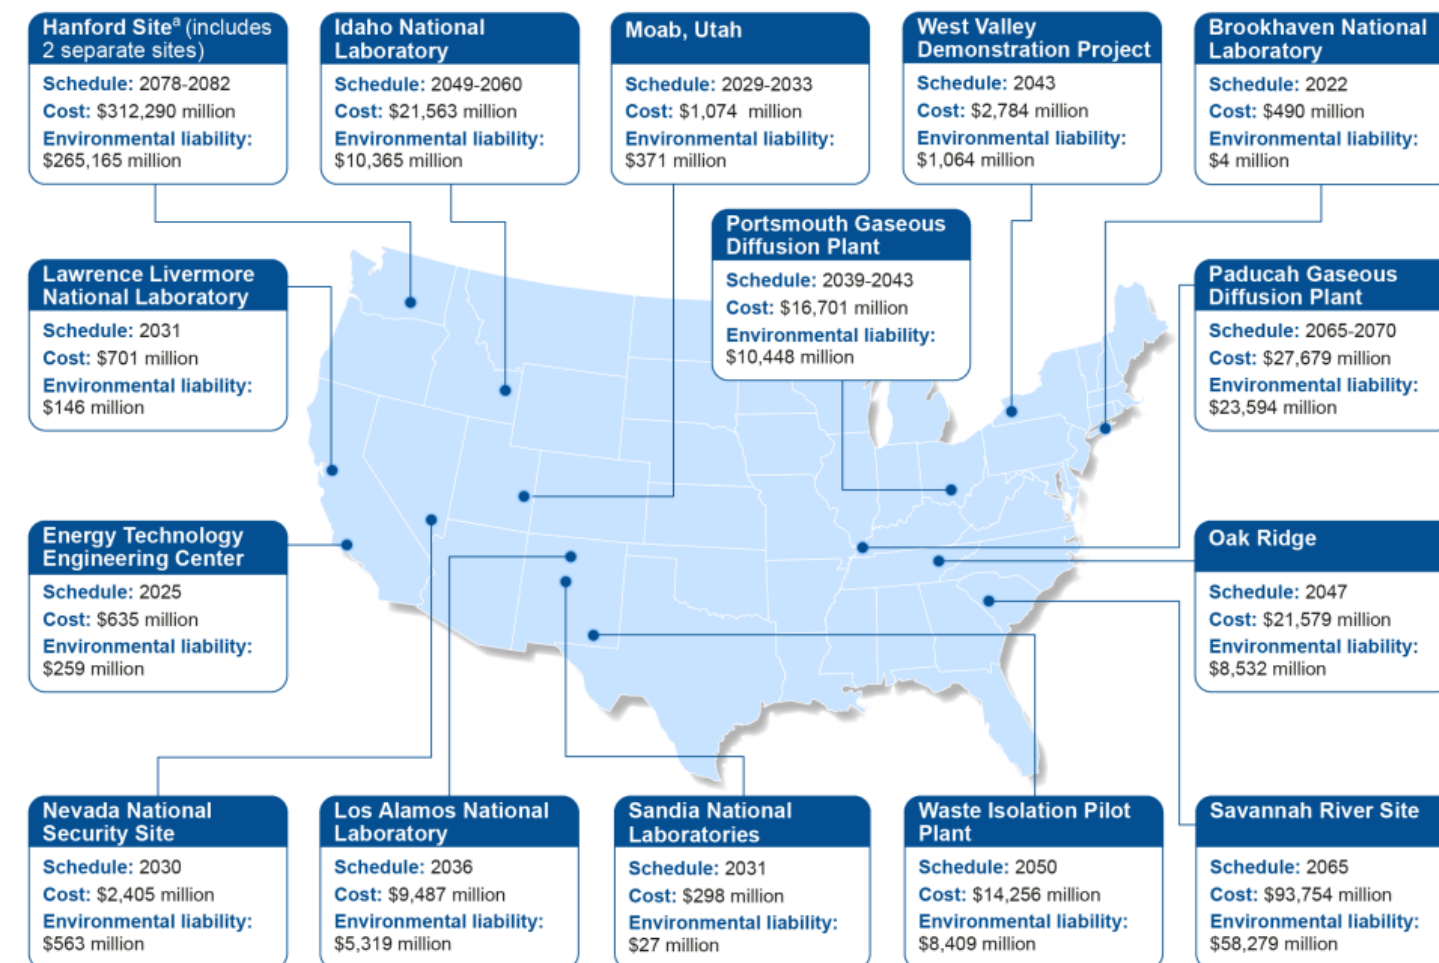 Hanford Siteª (includes
2 separate sites)
Schedule: 2078-2082
Cost: $312,290 million
Environmental liability:
$265,165 million
Idaho National
Laboratory
Schedule: 2049-2060
Cost: $21,563 million
Environmental liability:
$10,365 million
Moab, Utah
Schedule: 2029-2033
Cost: $1,074 million
Environmental liability:
$371 million
West Valley
Demonstration Project
Schedule: 2043
Cost: $2,784 million
Environmental liability:
$1,064 million
Brookhaven National
Laboratory
Schedule: 2022
Cost: $490 million
Environmental liability:
$4 million
Portsmouth Gaseous
Diffusion Plant
Schedule: 2039-2043
Cost: $16,701 million
Environmental liability:
$10,448 million
Lawrence Livermore
National Laboratory
Schedule: 2031
Cost: $701 million
Environmental liability:
$146 million
Paducah Gaseous
Diffusion Plant
Schedule: 2065-2070
Cost: $27,679 million
Environmental liability:
$23,594 million
Energy Technology
Engineering Center
Schedule: 2025
Cost: $635 million
Environmental liability:
$259 million
Oak Ridge
Schedule: 2047
Cost: $21,579 million
Environmental liability:
$8,532 million
Nevada National
Security Site
Schedule: 2030
Cost: $2,405 million
Environmental liability:
$563 million
Los Alamos National
Laboratory
Schedule: 2036
Cost: $9,487 million
Environmental liability:
$5,319 million
Sandia National
Laboratories
Schedule: 2031
Cost: $298 million
Environmental liability:
$27 million
Waste Isolation Pilot
Plant
Schedule: 2050
Cost: $14,256 million
Environmental liability:
$8,409 million
Savannah River Site
Schedule: 2065
Cost: $93,754 million
Environmental liability:
$58,279 million